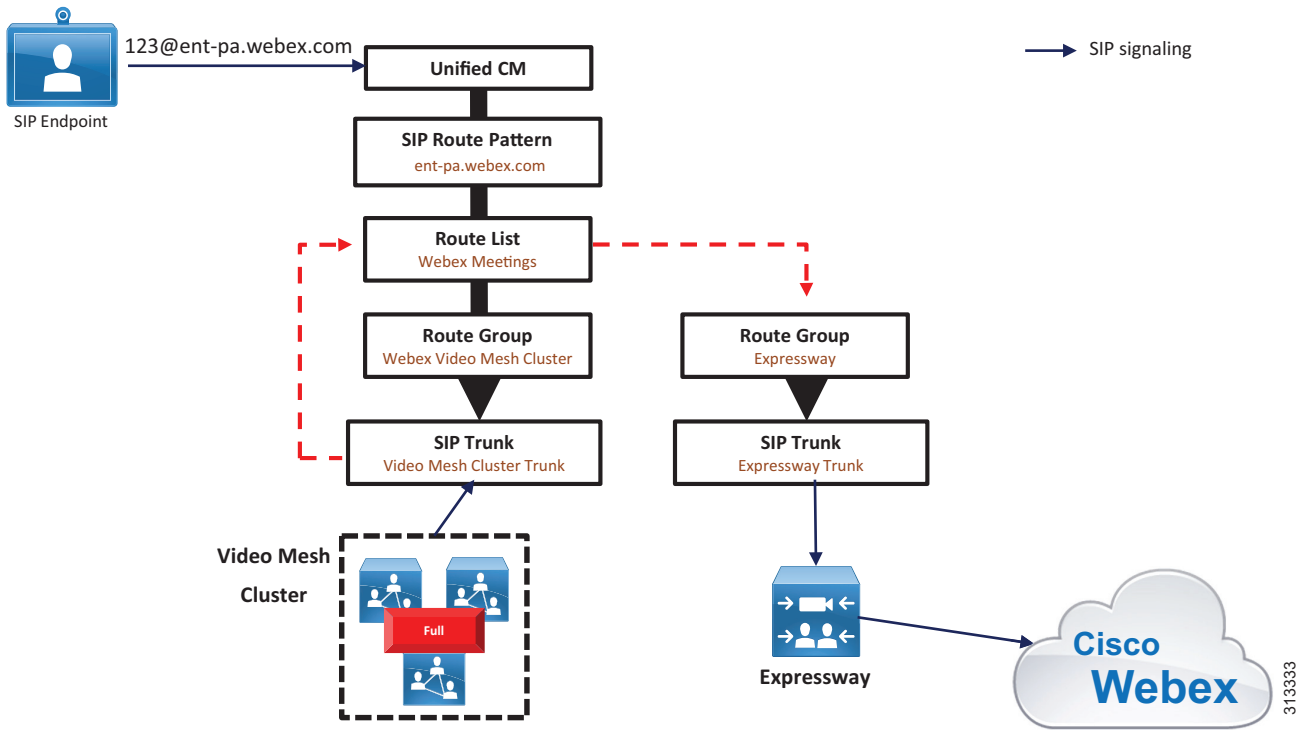 123@ent-pa.webex.com
SIP signaling
SIP Endpoint
Unified CM
SIP Route Pattern
ent-pa.webex.com
Route List
Webex Meetings
Route Group
Webex Video Mesh Cluster
Route Group
Expressway
SIP Trunk
Video Mesh Cluster Trunk
SIP Trunk
Expressway Trunk
Video Mesh
Cluster
Full
Expressway
Cisco
Webex
313333